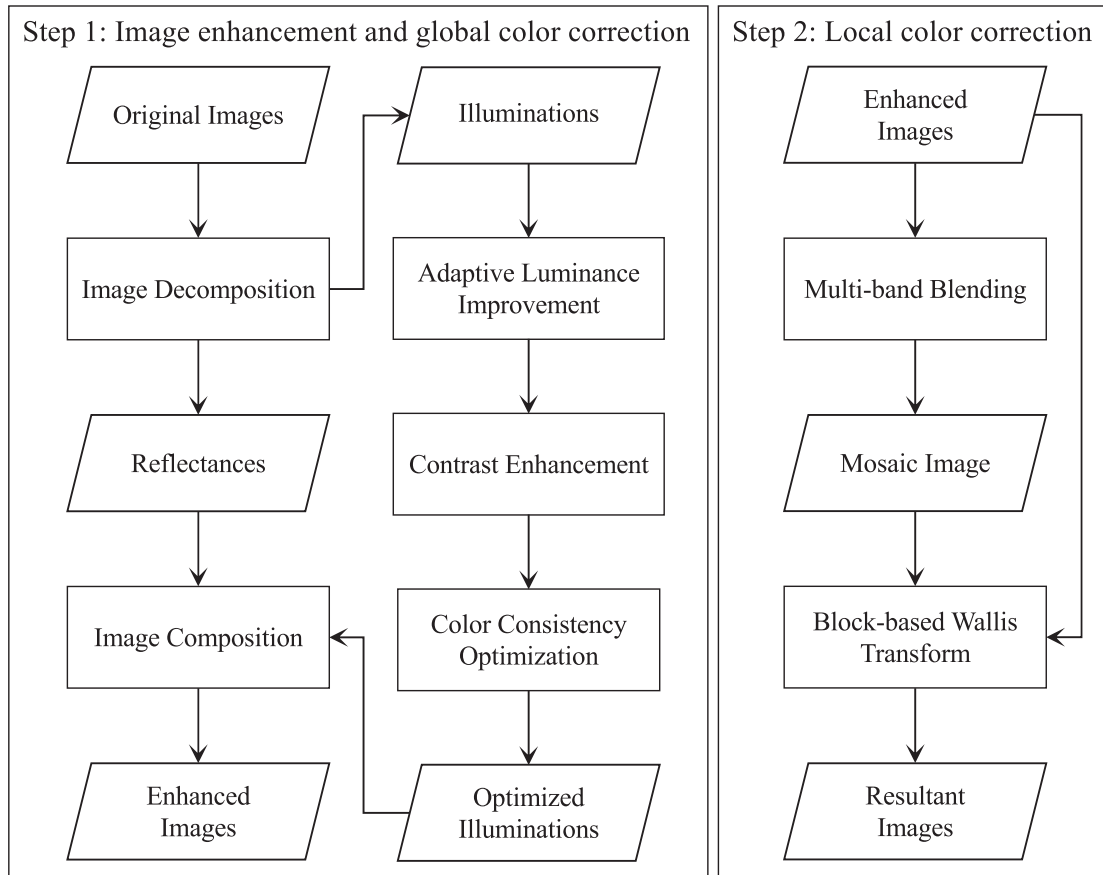 Step 1: Image enhancement and global color correction
Original Images
Image Decomposition
Reflectances
Image Composition
Enhanced
Images
Illuminations
Adaptive Luminance
Improvement
Contrast Enhancement
Color Consistency
Optimization
Optimized
Illuminations
Step 2: Local color correction
Enhanced
Images
Multi-band Blending
Mosaic Image
Block-based Wallis
Transform
Resultant
Images